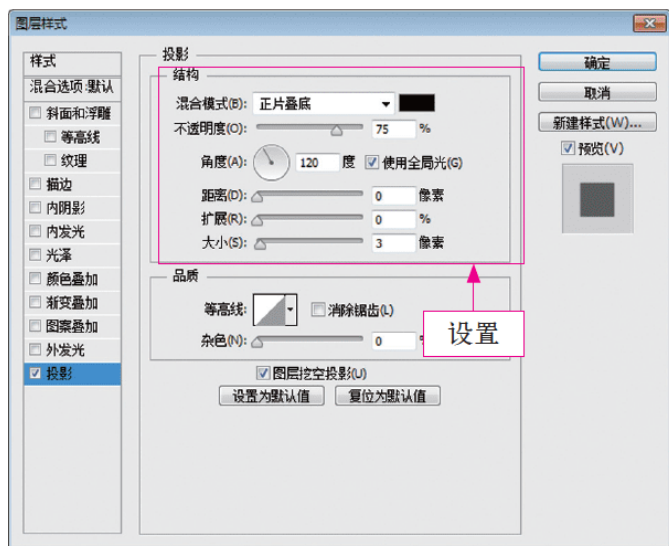 图层样式
样式
混合选项:默认
斜面和浮雕
等高线
纹理
描边
内阴影
内发光
光泽
颜色叠加
渐变叠加
图案叠加
外发光
投影
投影
结构
混合模式(B): 正片叠底
不透明度(O): 75 %
角度(A): 120 度 使用全局光(G)
距离(D): 0 像素
扩展(R): 0 %
大小(S): 3 像素
品质
等高线: 消除锯齿(L)
杂色(N): 0 %
设置
图层挖空投影(U)
设置为默认值 复位为默认值
确定
取消
新建样式(W)...
预览(V)